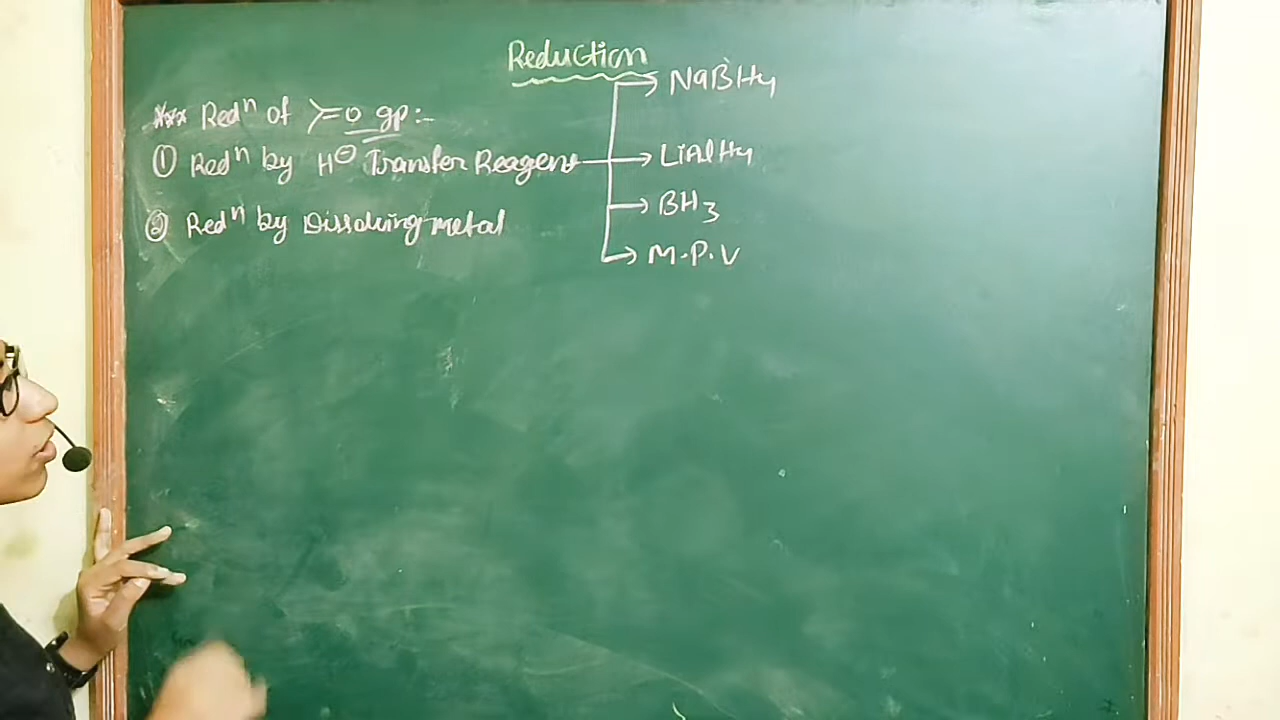 Reduction
*** Redⁿ of >=O gp:-
① Redⁿ by H⊖ Transfer Reagent → NaBH4
→ LiAlH4
→ BH3
② Redⁿ by Dissolving metal
→ M.P.V